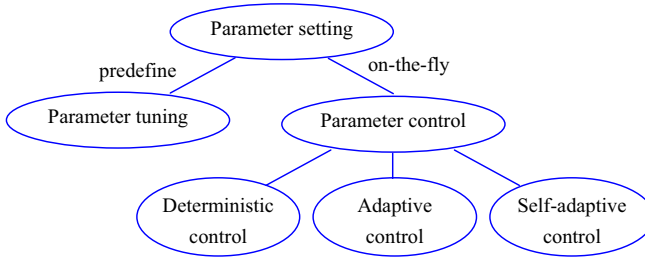 Parameter setting
predefine
on-the-fly
Parameter tuning
Parameter control
Deterministic
control
Adaptive
control
Self-adaptive
control